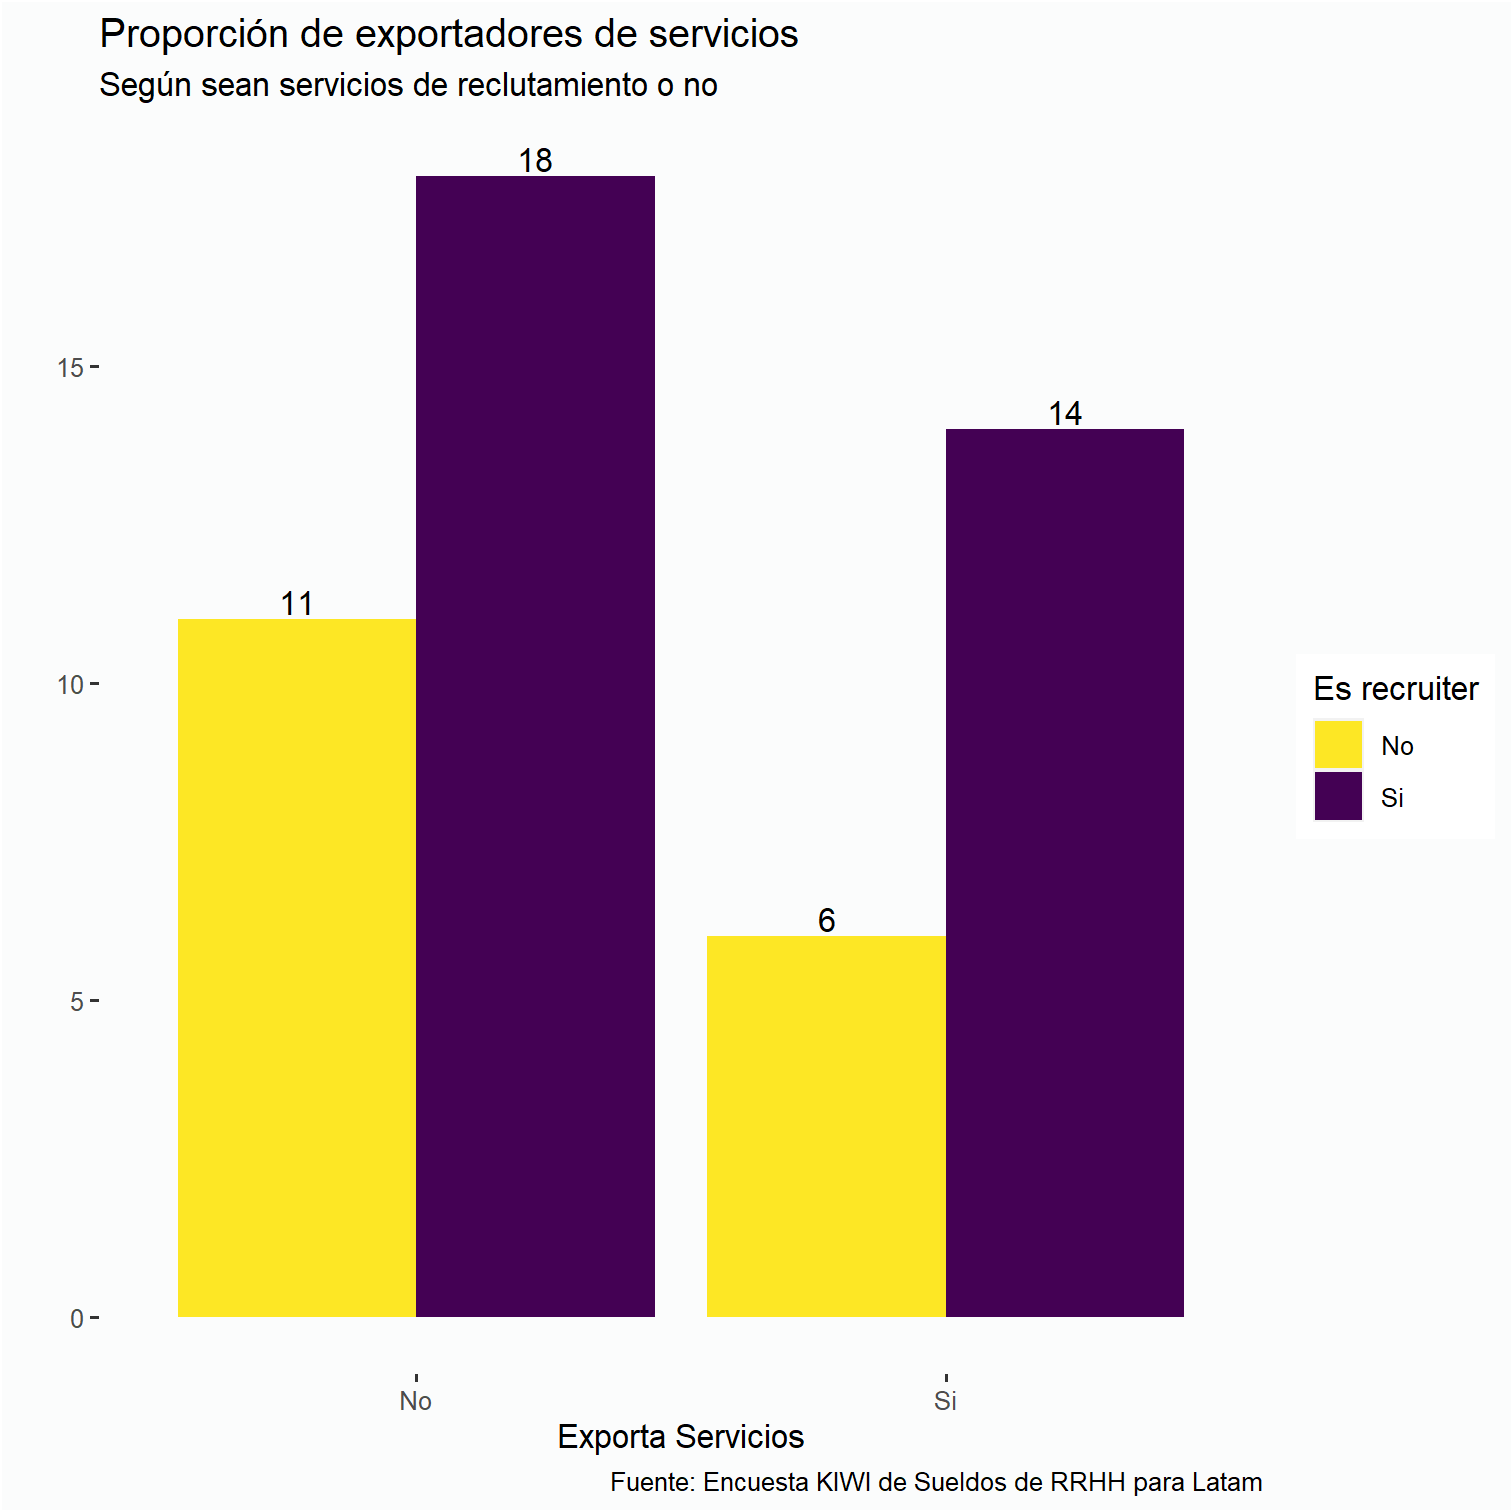 Proporción de exportadores de servicios
Según sean servicios de reclutamiento o no
18
14
11
6
15
10
5
0
No
Si
Exporta Servicios
Es recruiter
No
Si
Fuente: Encuesta KIWI de Sueldos de RRHH para Latam